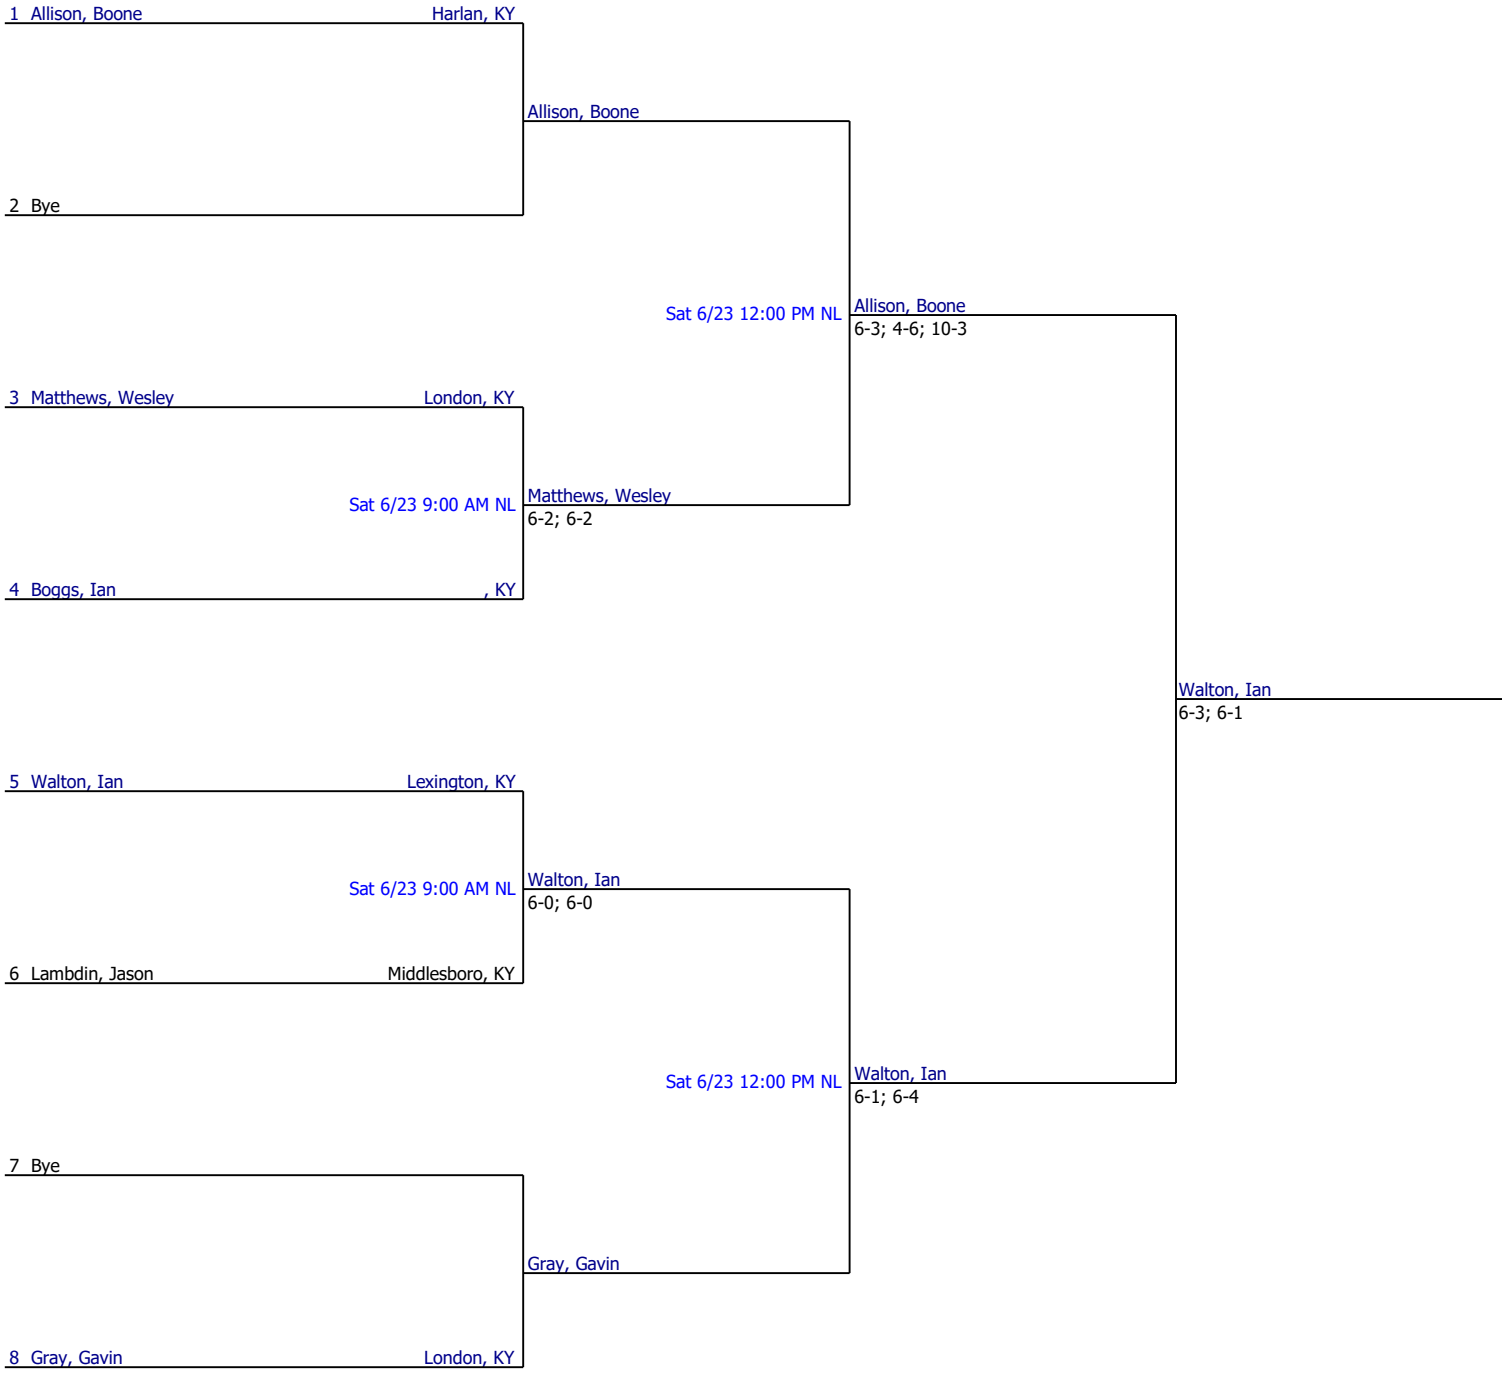 1 Allison, Boone Harlan, KY
Allison, Boone
2 Bye
Sat 6/23 12:00 PM NL Allison, Boone
6-3; 4-6; 10-3
3 Matthews, Wesley London, KY
Sat 6/23 9:00 AM NL Matthews, Wesley
6-2; 6-2
4 Boggs, Ian , KY
Walton, Ian
6-3; 6-1
5 Walton, Ian Lexington, KY
Sat 6/23 9:00 AM NL Walton, Ian
6-0; 6-0
6 Lambdin, Jason Middlesboro, KY
Sat 6/23 12:00 PM NL Walton, Ian
6-1; 6-4
7 Bye
Gray, Gavin
8 Gray, Gavin London, KY